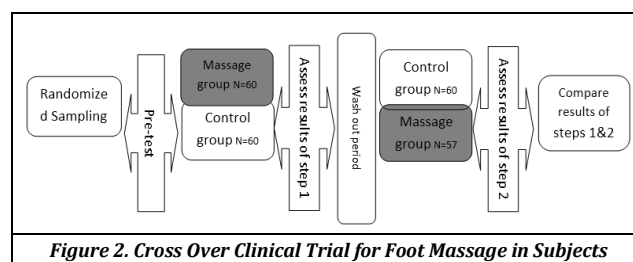 Randomize
d Sampling
Pre-test
Massage
group N=60
Control
group N=60
Assess results of step 1
Wash out period
Control
group N=60
Massage
group N=57
Assess results of step 2
Compare
results of
steps 1&2
Figure 2. Cross Over Clinical Trial for Foot Massage in Subjects